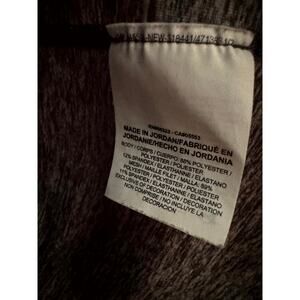 MADE IN JORDAN/FABRIQUÉ EN
JORDANIE/HECHO EN JORDANIA
BODY / CORPS / CUERPO: 88% POLYESTER /
POLYESTER / POLIÉSTER
12% SPANDEX / ÉLASTHANNE / ELASTANO
MESH / MAILLE FILET / MALLA: 89%
POLYESTER / POLYESTER / POLIÉSTER
11% SPANDEX / ÉLASTHANNE / ELASTANO
EXCLUSIVE OF DECORATION / DÉCORATION
NON COMPRISE / NO INCLUYE LA
DECORACIÓN